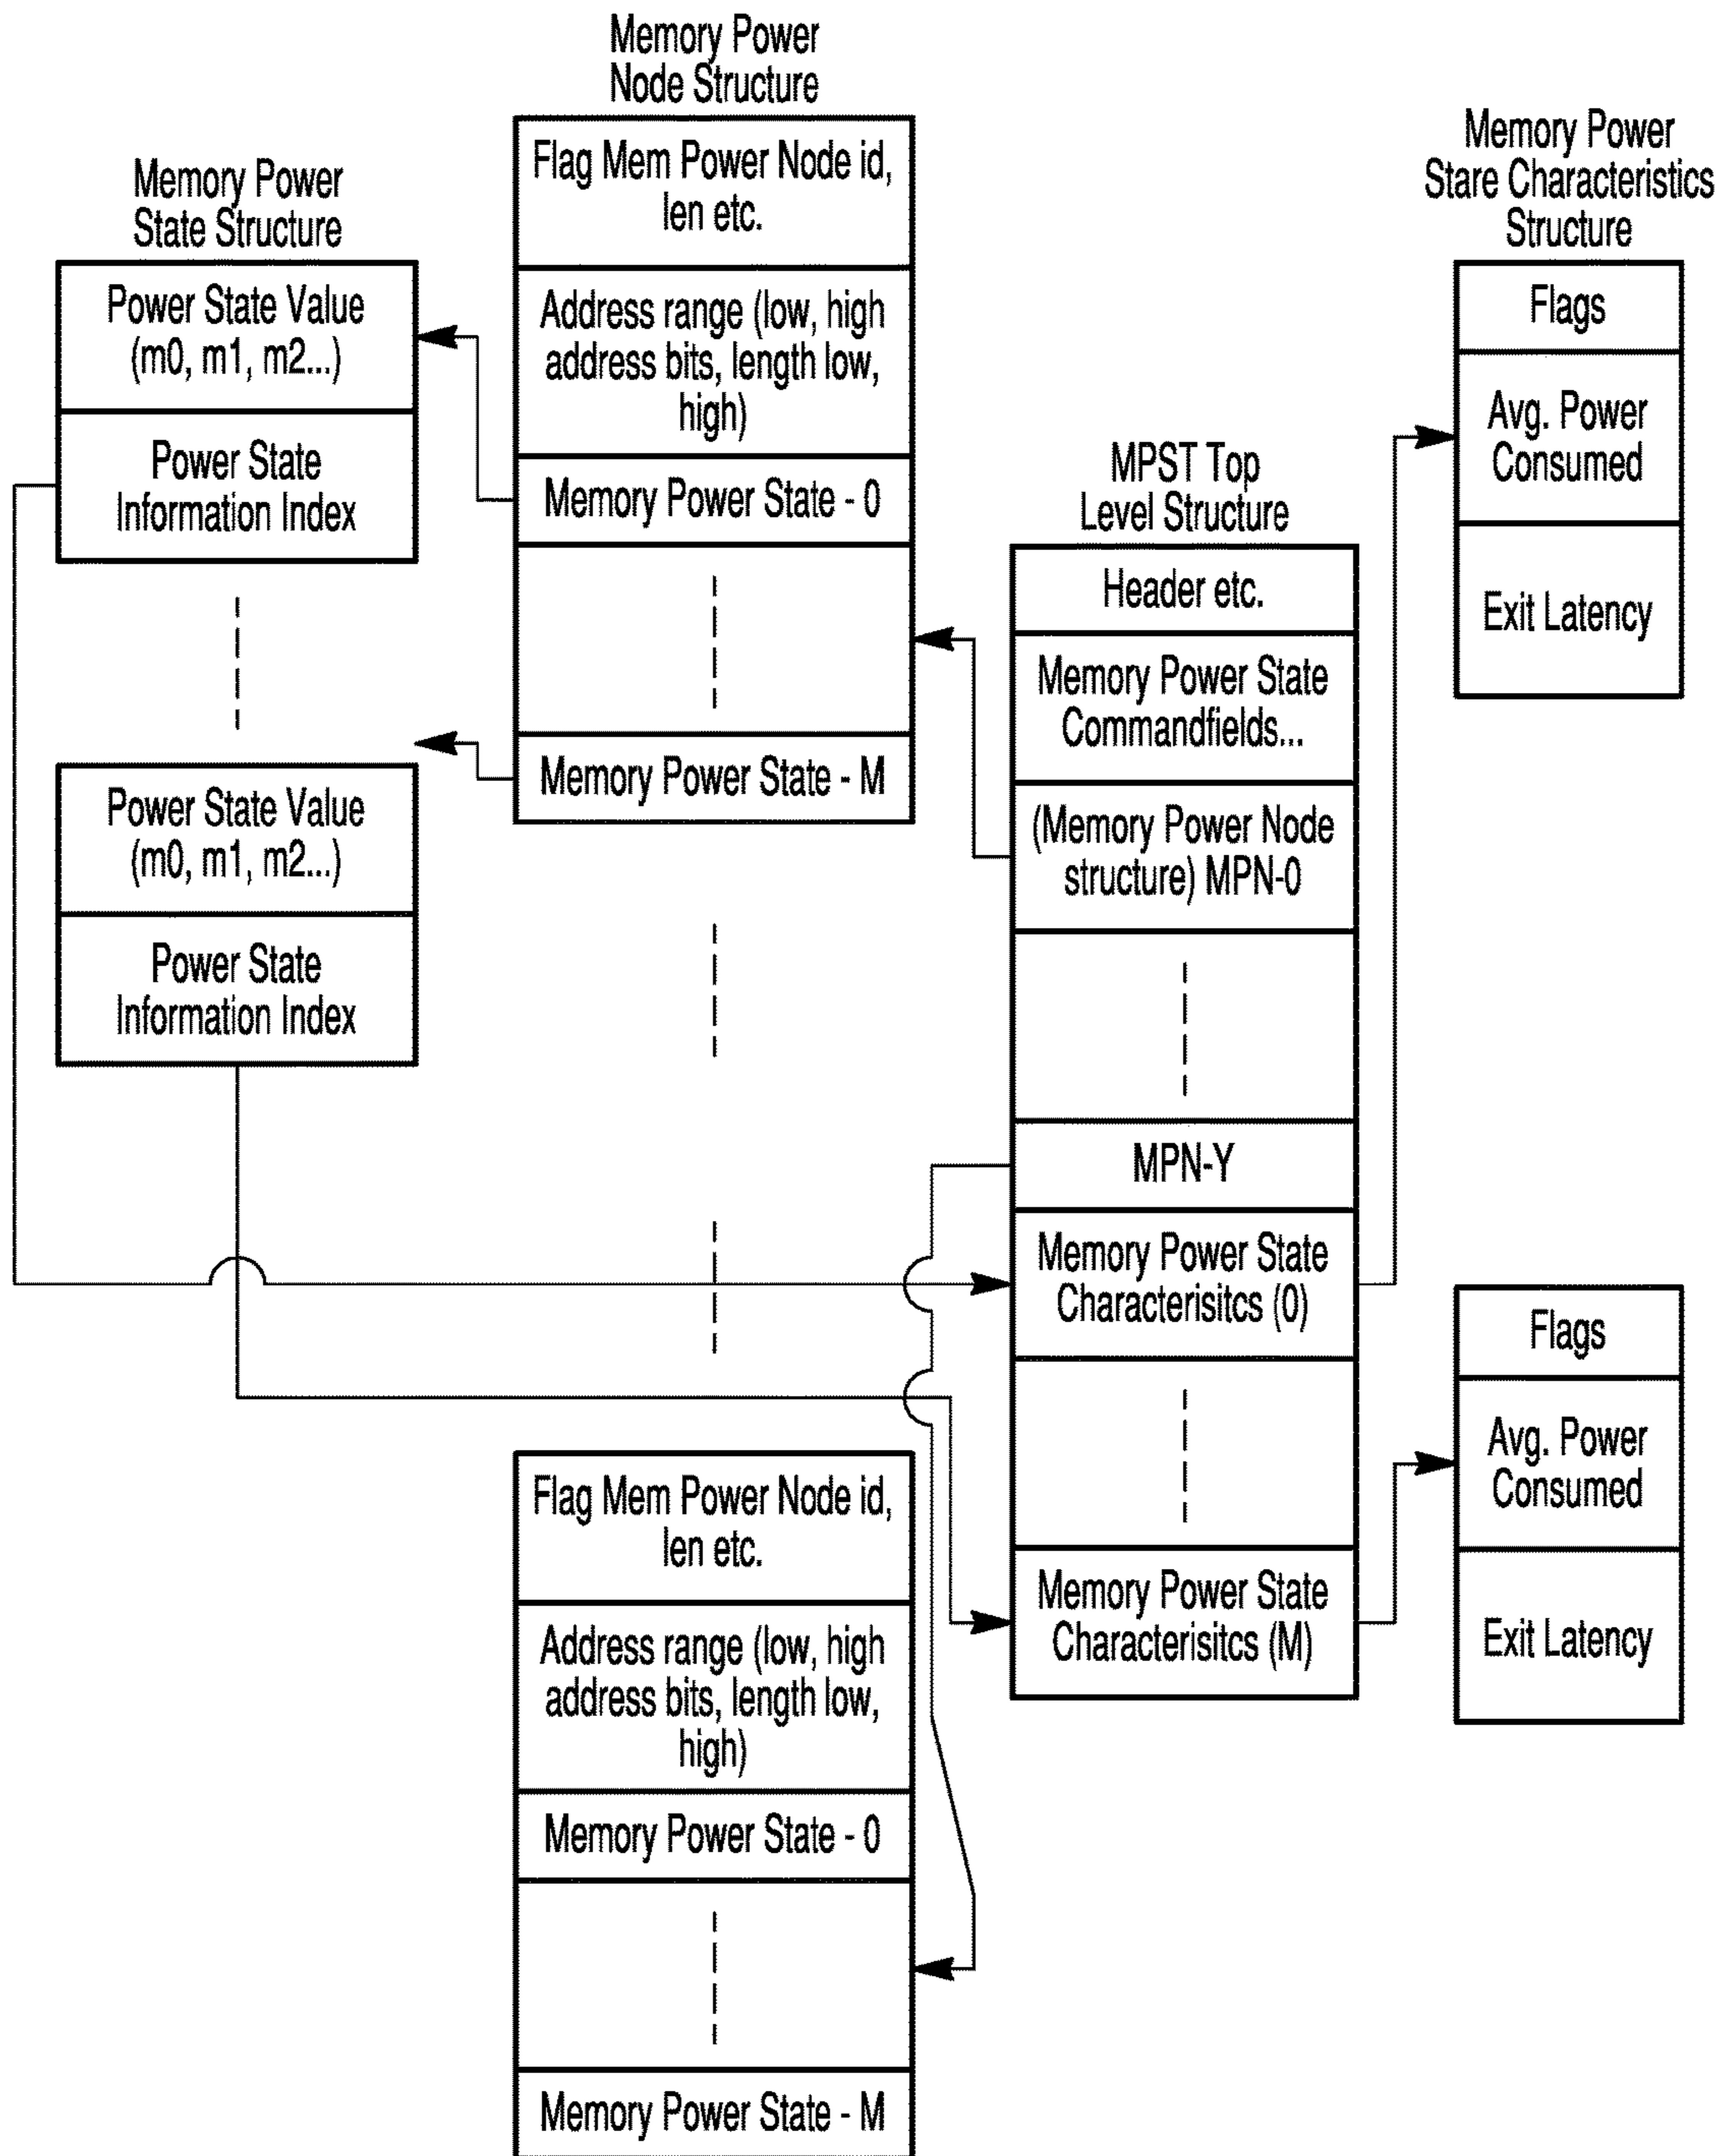 Memory Power
State Structure
Power State Value
(m0, m1, m2...)
Power State
Information Index
Power State Value
(m0, m1, m2...)
Power State
Information Index
Memory Power
Node Structure
Flag Mem Power Node id,
len etc.
Address range (low, high
address bits, length low,
high)
Memory Power State - 0
Memory Power State - M
Flag Mem Power Node id,
len etc.
Address range (low, high
address bits, length low,
high)
Memory Power State - 0
Memory Power State - M
MPST Top
Level Structure
Header etc.
Memory Power State
Commandfields...
(Memory Power Node
structure) MPN-0
MPN-Y
Memory Power State
Characterisitcs (0)
Memory Power State
Characterisitcs (M)
Memory Power
Stare Characteristics
Structure
Flags
Avg. Power
Consumed
Exit Latency
Flags
Avg. Power
Consumed
Exit Latency